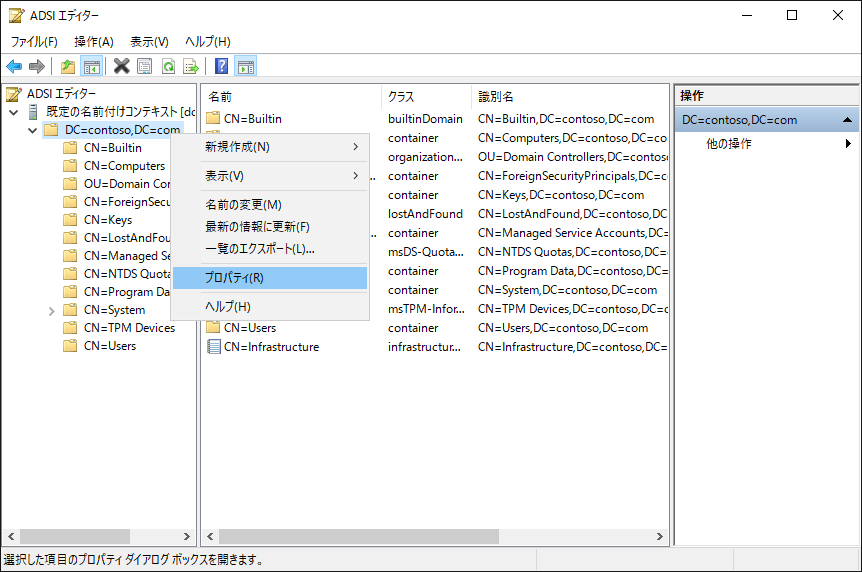 ADSI エディター
ファイル(F) 操作(A) 表示(V) ヘルプ(H)
ADSI エディター
既定の名前付けコンテキスト [dc
DC=contoso,DC=com
CN=Builtin
CN=Computers
OU=Domain Cor
CN=ForeignSecu
CN=Keys
CN=LostAndFou
CN=Managed Se
CN=NTDS Quota
CN=Program Da
CN=System
CN=TPM Devices
CN=Users
新規作成(N)
表示(V)
名前の変更(M)
最新の情報に更新(F)
一覧のエクスポート(L)...
プロパティ(R)
ヘルプ(H)
名前 クラス 識別名
CN=Builtin builtinDomain CN=Builtin,DC=contoso,DC=com
container CN=Computers,DC=contoso,DC=com
organization... OU=Domain Controllers,DC=contoso
container CN=ForeignSecurityPrincipals,DC=co
container CN=Keys,DC=contoso,DC=com
lostAndFound CN=LostAndFound,DC=contoso,DC=
container CN=Managed Service Accounts,DC=
msDS-Quota... CN=NTDS Quotas,DC=contoso,DC=
container CN=Program Data,DC=contoso,DC=c
container CN=System,DC=contoso,DC=com
msTPM-Infor... CN=TPM Devices,DC=contoso,DC=c
CN=Users container CN=Users,DC=contoso,DC=com
CN=Infrastructure infrastructur... CN=Infrastructure,DC=contoso,DC=
操作
DC=contoso,DC=com
他の操作
選択した項目のプロパティ ダイアログ ボックスを開きます。